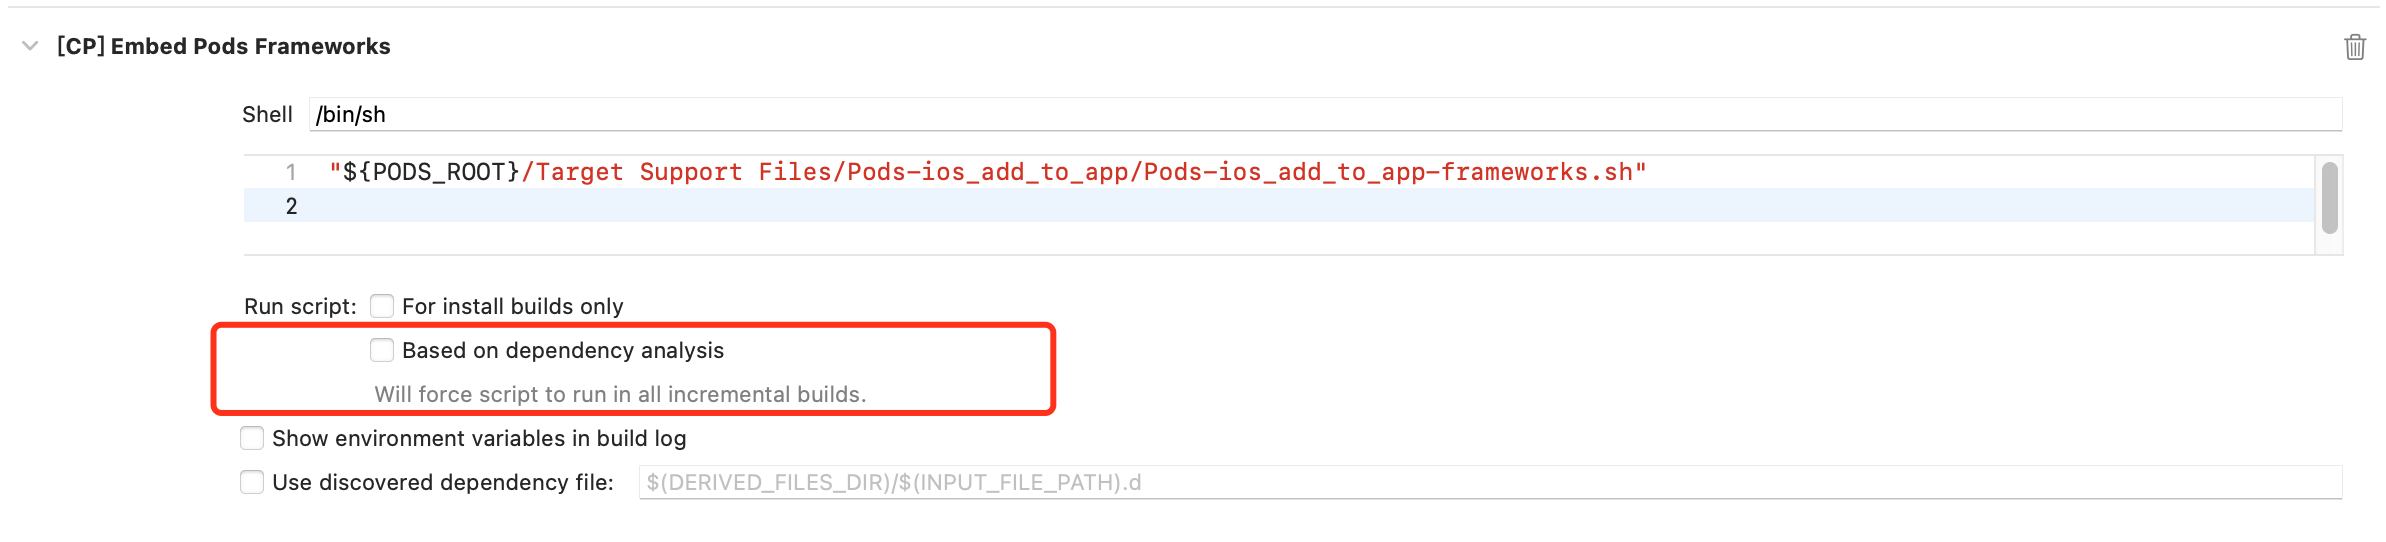 [CP] Embed Pods Frameworks
Shell /bin/sh
1 "${PODS_ROOT}/Target Support Files/Pods-ios_add_to_app/Pods-ios_add_to_app-frameworks.sh"
2
Run script: For install builds only
Based on dependency analysis
Will force script to run in all incremental builds.
Show environment variables in build log
Use discovered dependency file: $(DERIVED_FILES_DIR)/$(INPUT_FILE_PATH).d